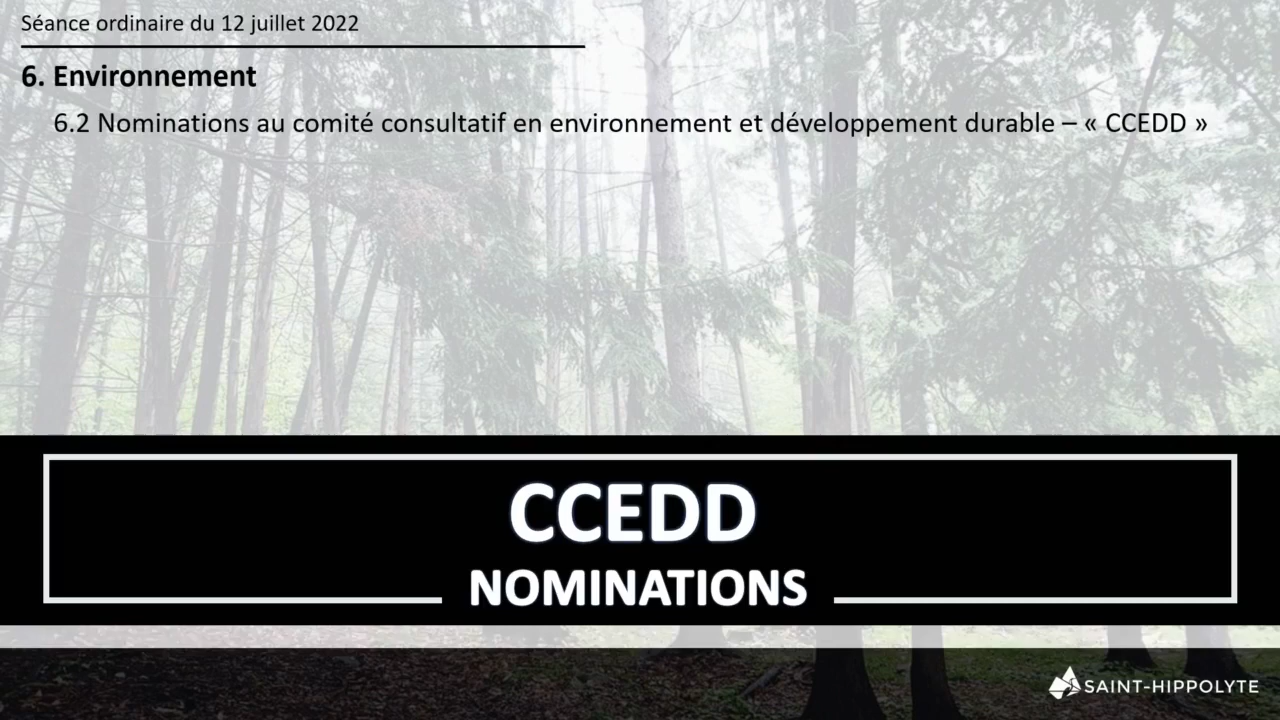 Séance ordinaire du 12 juillet 2022
6. Environnement
6.2 Nominations au comité consultatif en environnement et développement durable – « CCEDD »
CCEDD
NOMINATIONS
SAINT-HIPPOLYTE